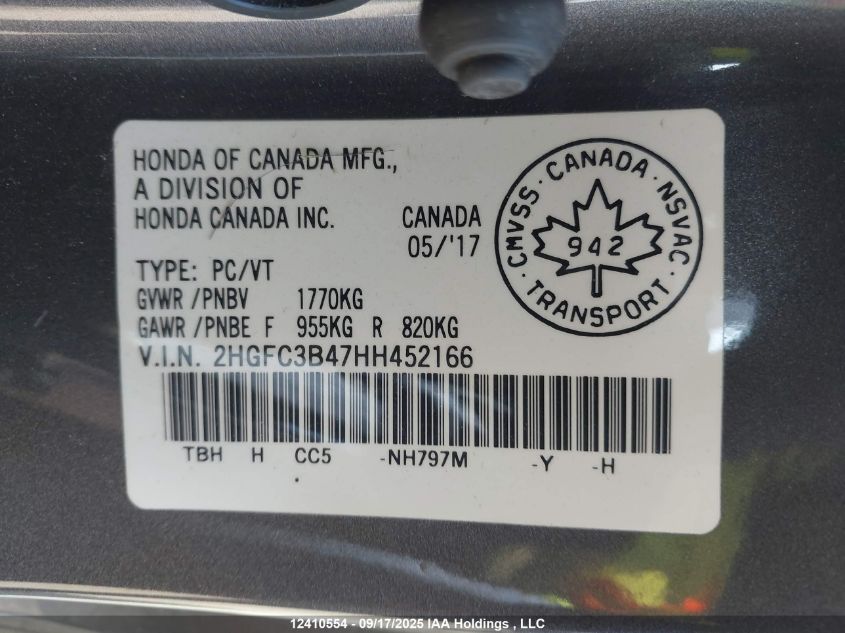 HONDA OF CANADA MFG.,
A DIVISION OF
HONDA CANADA INC. CANADA
05/'17
TYPE: PC/VT
GVWR /PNBV 1770KG
GAWR /PNBE F 955KG R 820KG
V.I.N. 2HGFC3B47HH452166
TBH H CC5 -NH797M -Y -H
CMVSS · CANADA · NSVAC
942
· TRANSPORT ·
12410554 - 09/17/2025 IAA Holdings , LLC